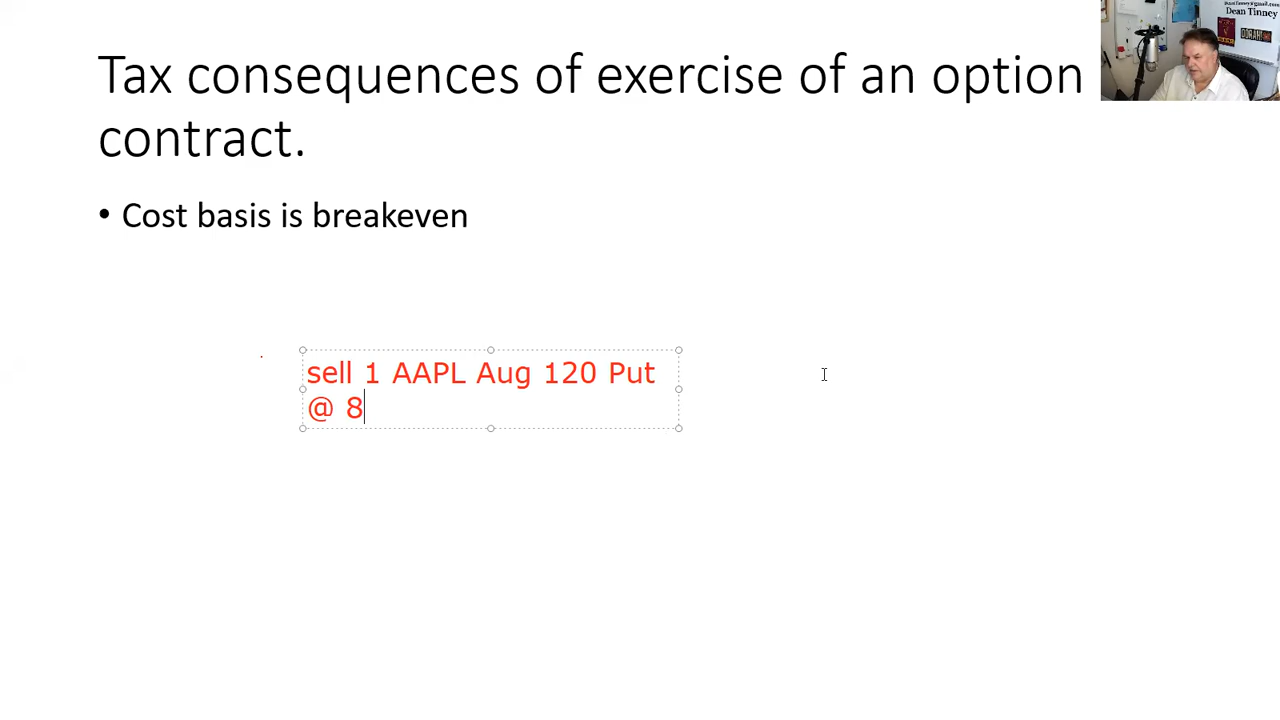 Tax consequences of exercise of an option
contract.
• Cost basis is breakeven
sell 1 AAPL Aug 120 Put
@ 8
Dean Tinney
OORAH!